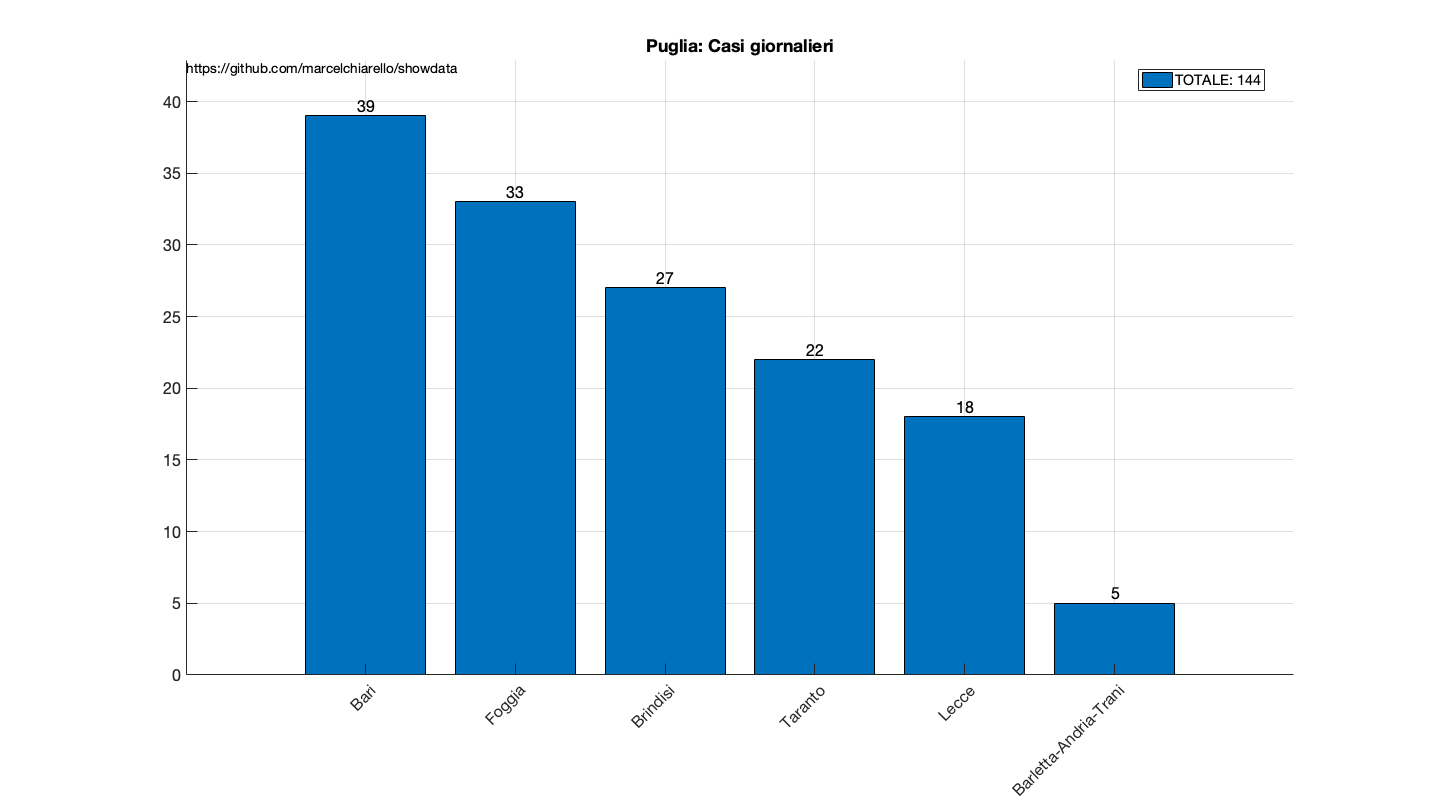 Puglia: Casi giornalieri
https://github.com/marcelchiarello/showdata
TOTALE: 144
40
35
30
25
20
15
10
5
0
39
33
27
22
18
5
Bari
Foggia
Brindisi
Taranto
Lecce
Barletta-Andria-Trani